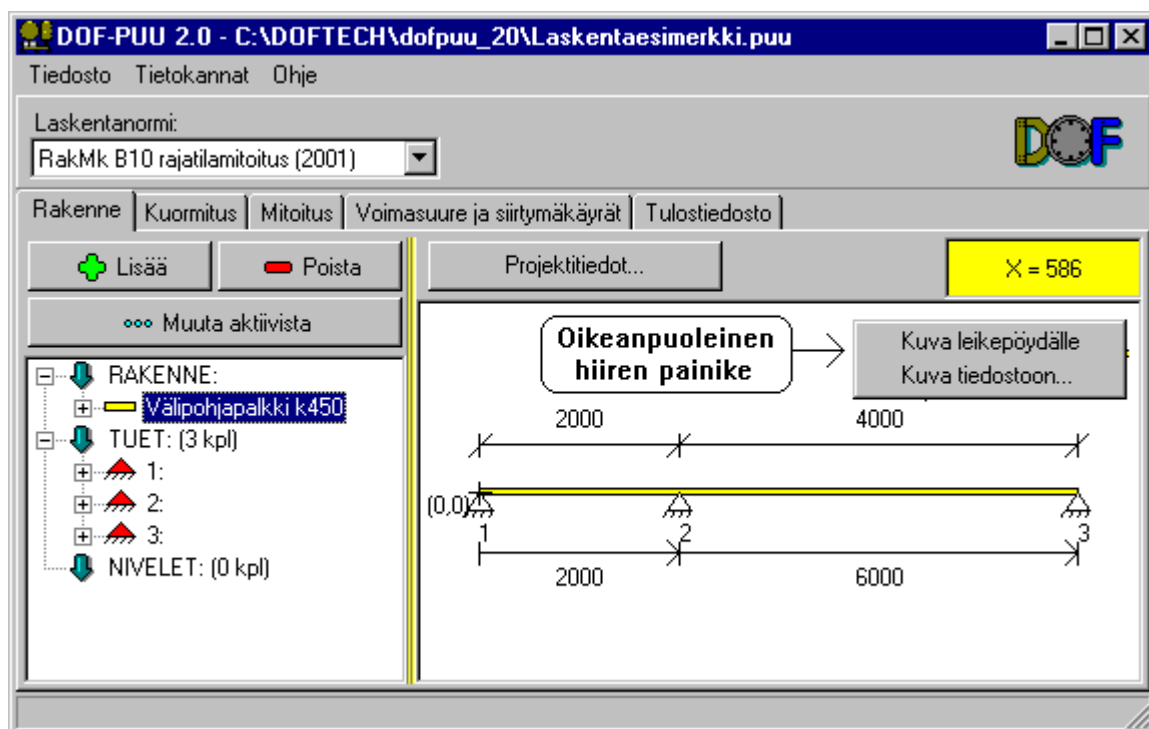 DOF-PUU 2.0 - C:\DOFTECH\dofpuu_20\Laskentaesimerkki.puu
Tiedosto Tietokannat Ohje
Laskentanormi:
RakMk B10 rajatilamitoitus (2001)
DOF
Rakenne Kuormitus Mitoitus Voimasuure ja siirtymäkäyrät Tulostiedosto
Lisää Poista
Muuta aktiivista
RAKENNE:
Välipohjapalkki k450
TUET: (3 kpl)
1:
2:
3:
NIVELET: (0 kpl)
Projektitiedot...
X = 586
Oikeanpuoleinen
hiiren painike
Kuva leikepöydälle
Kuva tiedostoon...
2000 4000
(0,0)
1 2 3
2000 6000